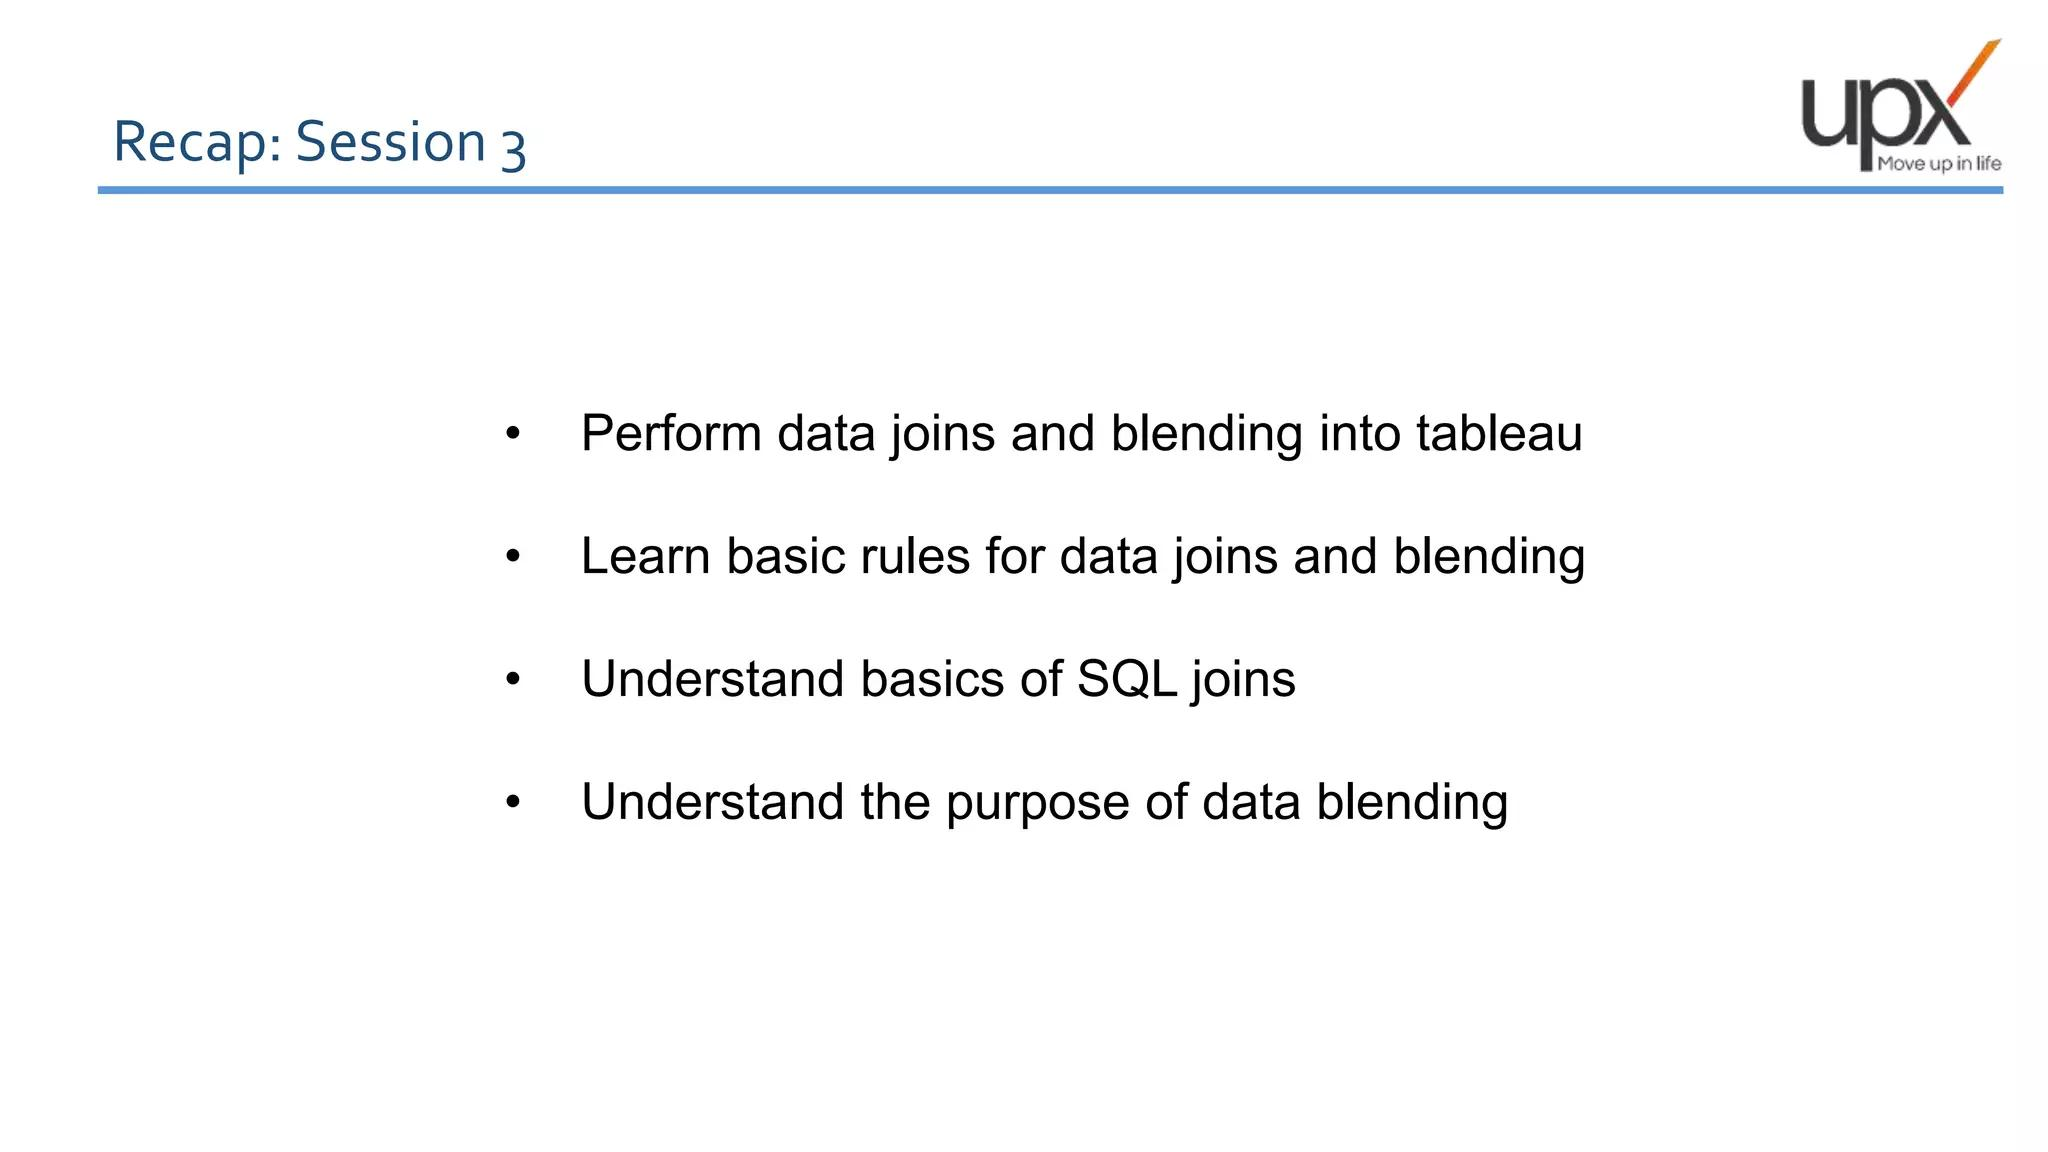 upx
Move up in life
Recap: Session 3
• Perform data joins and blending into tableau
• Learn basic rules for data joins and blending
• Understand basics of SQL joins
• Understand the purpose of data blending